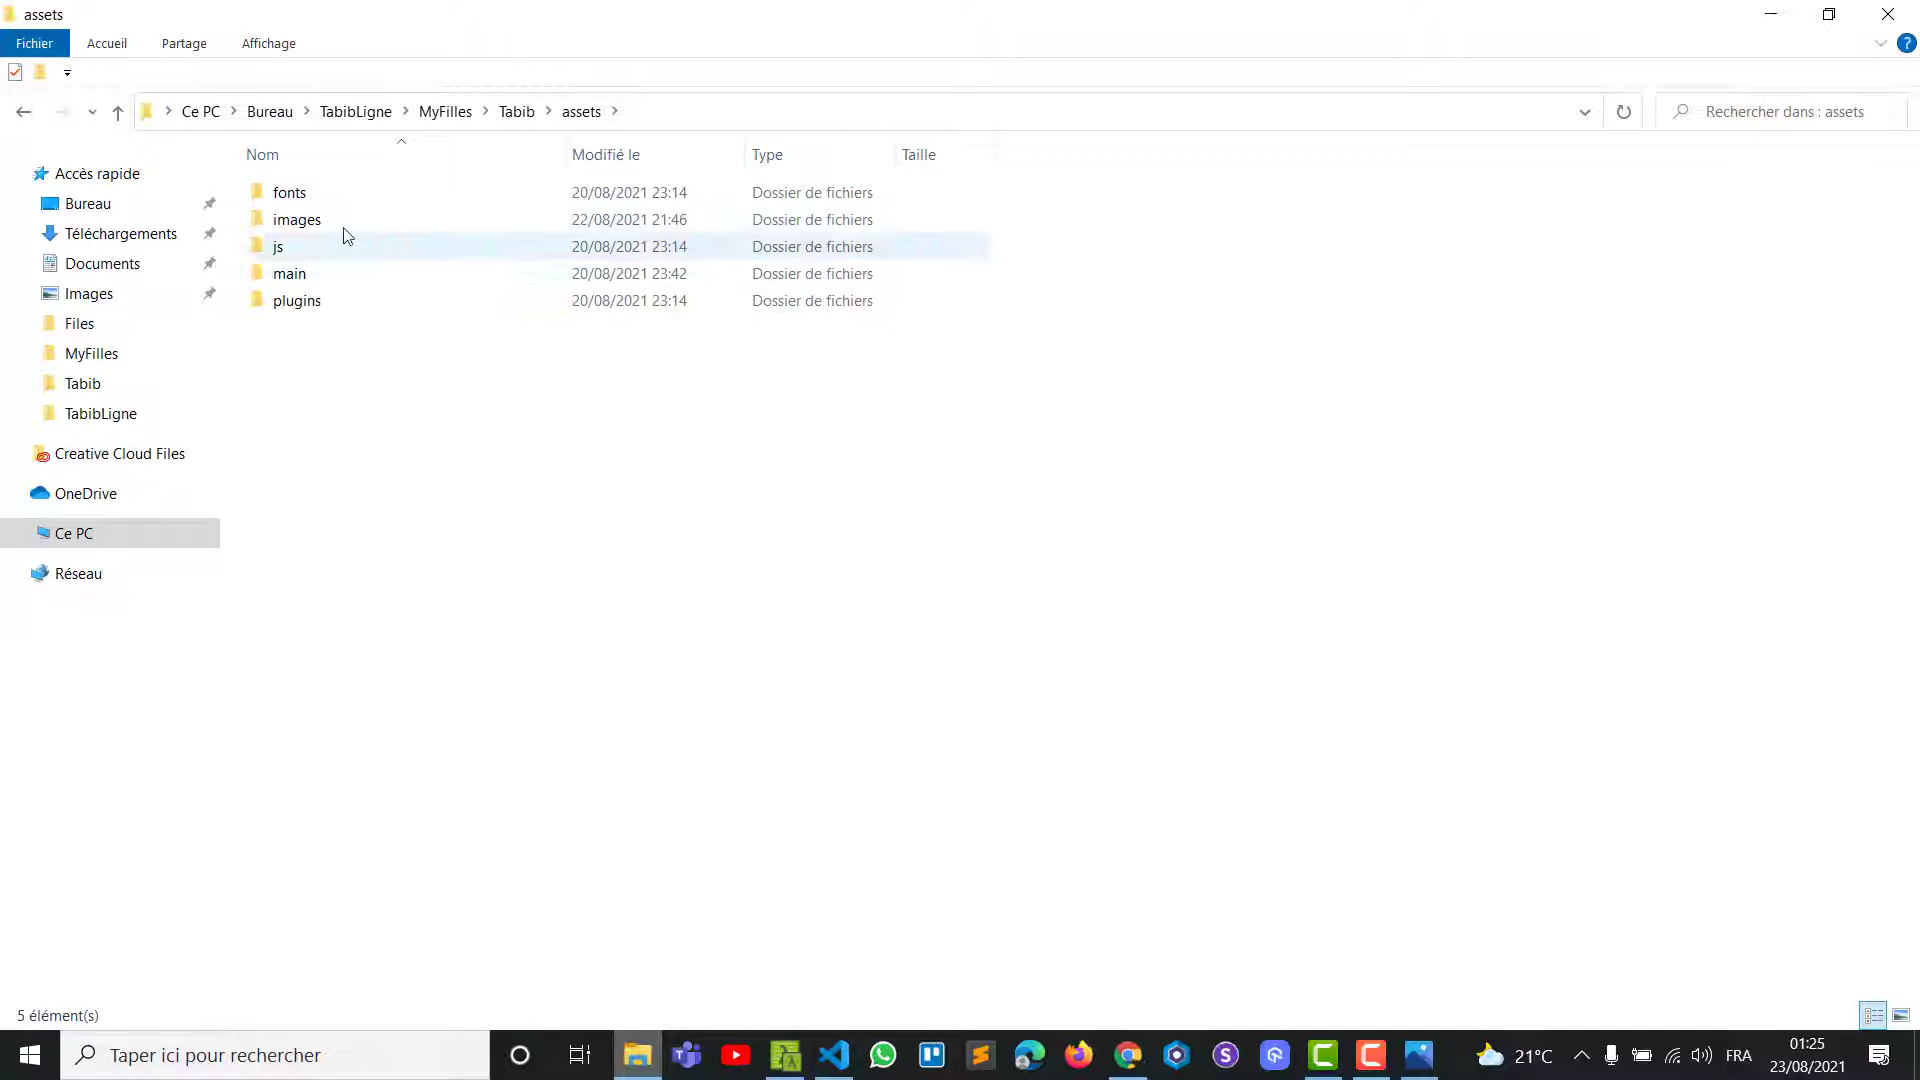 assets
Fichier Accueil Partage Affichage
Ce PC Bureau TabibLigne MyFilles Tabib assets
Rechercher dans : assets
Nom Modifié le Type Taille
fonts 20/08/2021 23:14 Dossier de fichiers
images 22/08/2021 21:46 Dossier de fichiers
js 20/08/2021 23:14 Dossier de fichiers
main 20/08/2021 23:42 Dossier de fichiers
plugins 20/08/2021 23:14 Dossier de fichiers
Accès rapide
Bureau
Téléchargements
Documents
Images
Files
MyFilles
Tabib
TabibLigne
Creative Cloud Files
OneDrive
Ce PC
Réseau
5 élément(s)
Taper ici pour rechercher
21°C
FRA
01:25
23/08/2021